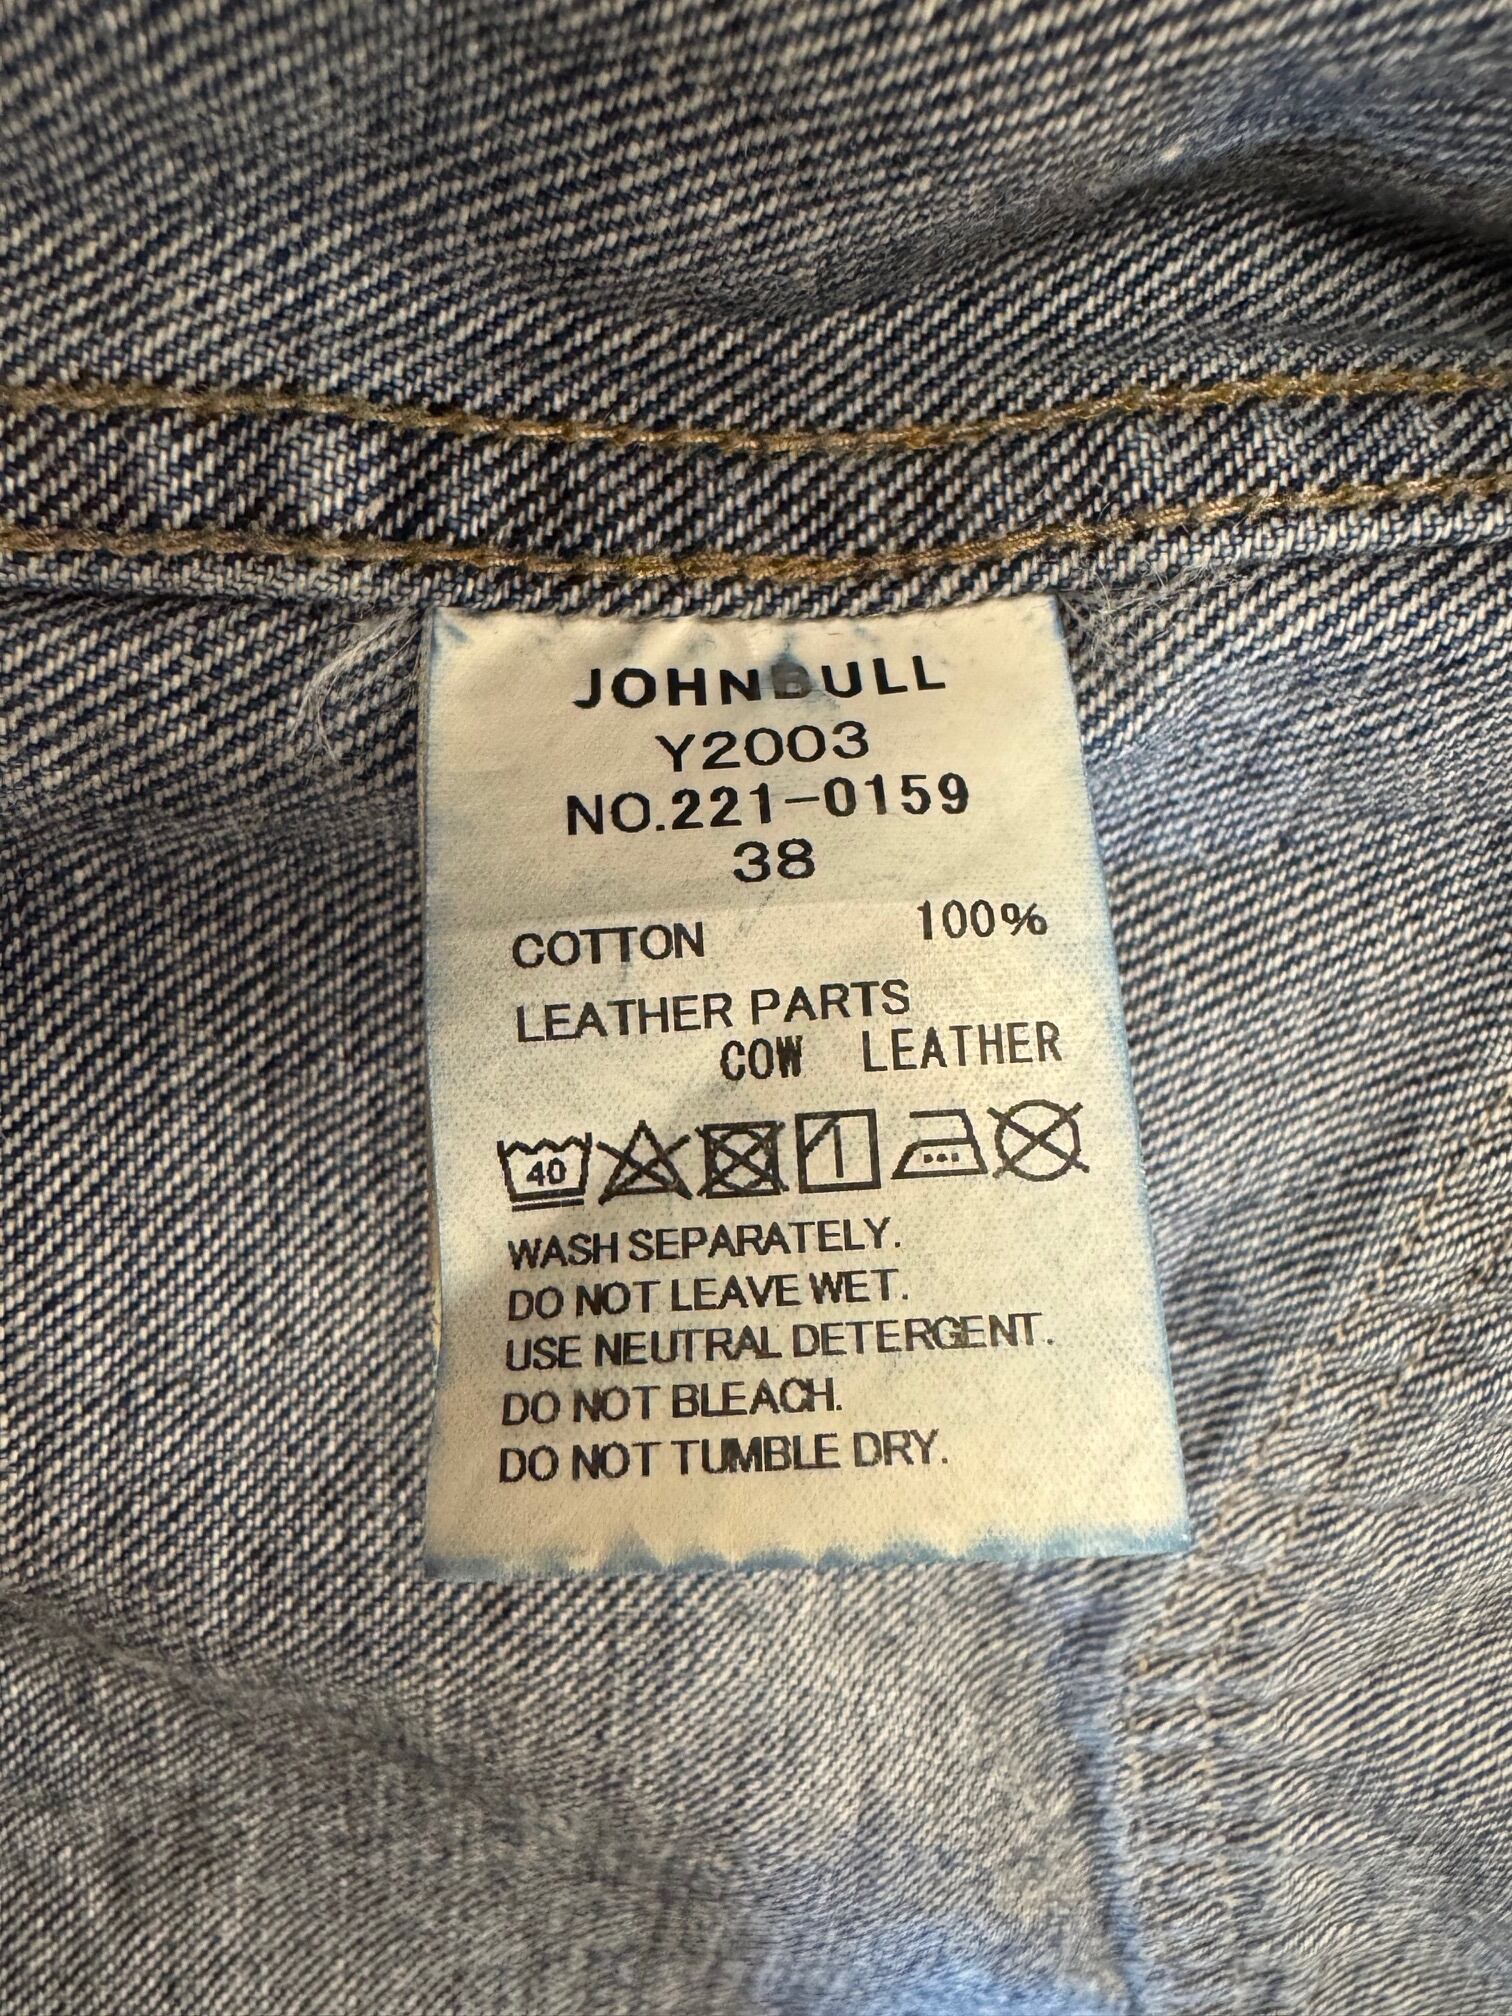 JOHNBULL
Y2003
NO.221-0159
38
COTTON 100%
LEATHER PARTS
COW LEATHER
40
WASH SEPARATELY.
DO NOT LEAVE WET.
USE NEUTRAL DETERGENT.
DO NOT BLEACH.
DO NOT TUMBLE DRY.